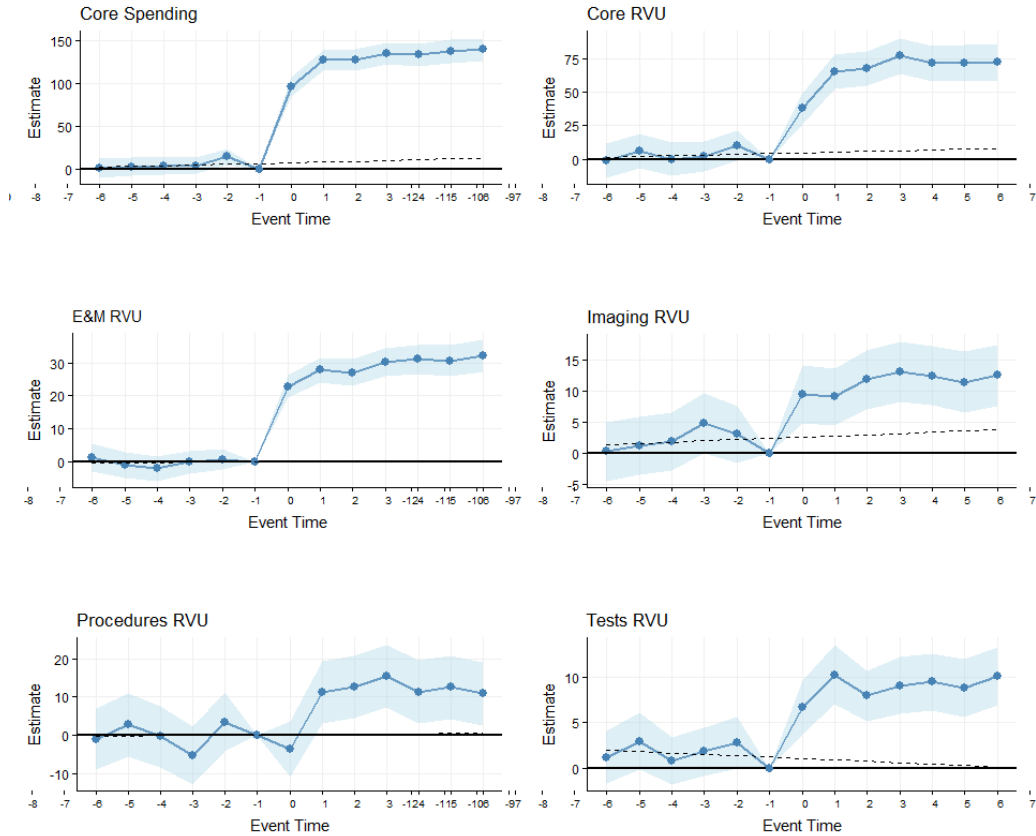 Core Spending
Estimate
150
100
50
0
-8 -7 -6 -5 -4 -3 -2 -1 0 1 2 3 -124 -115 -106 -97
Event Time
Core RVU
Estimate
75
50
25
0
-8 -7 -6 -5 -4 -3 -2 -1 0 1 2 3 4 5 6 7
Event Time
E&M RVU
Estimate
30
20
10
0
-8 -7 -6 -5 -4 -3 -2 -1 0 1 2 3 -124 -115 -106 -97
Event Time
Imaging RVU
Estimate
15
10
5
0
-5
-8 -7 -6 -5 -4 -3 -2 -1 0 1 2 3 4 5 6 7
Event Time
Procedures RVU
Estimate
20
10
0
-10
-8 -7 -6 -5 -4 -3 -2 -1 0 1 2 3 -124 -115 -106 -97
Event Time
Tests RVU
Estimate
10
5
0
-8 -7 -6 -5 -4 -3 -2 -1 0 1 2 3 4 5 6 7
Event Time